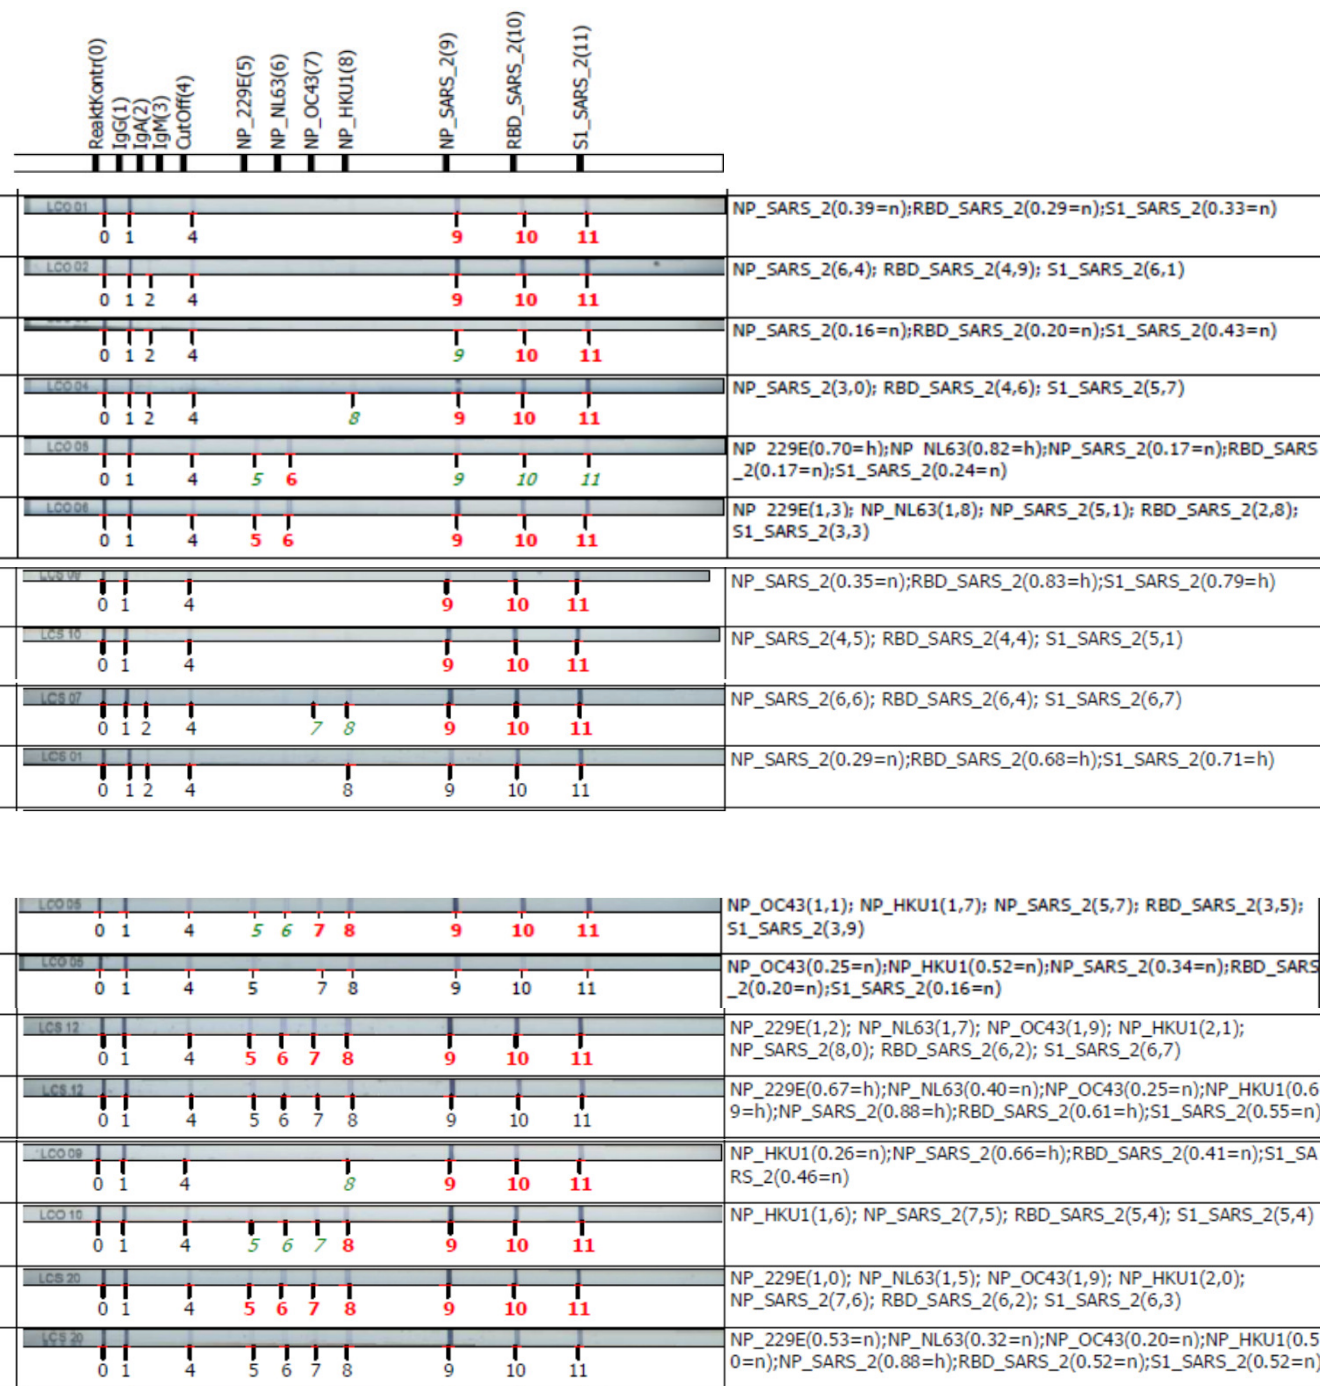 ReaktKontr(0)
IgG(1)
IgA(2)
IgM(3)
CutOff(4)
NP_229E(5)
NP_NL63(6)
NP_OC43(7)
NP_HKU1(8)
NP_SARS_2(9)
RBD_SARS_2(10)
S1_SARS_2(11)
LCO 01
NP_SARS_2(0.39=n);RBD_SARS_2(0.29=n);S1_SARS_2(0.33=n)
0 1 4 9 10 11
LCO 02
NP_SARS_2(6,4); RBD_SARS_2(4,9); S1_SARS_2(6,1)
0 1 2 4 9 10 11
NP_SARS_2(0.16=n);RBD_SARS_2(0.20=n);S1_SARS_2(0.43=n)
0 1 2 4 9 10 11
LCO 04
NP_SARS_2(3,0); RBD_SARS_2(4,6); S1_SARS_2(5,7)
0 1 2 4 8 9 10 11
LCO 05
NP_229E(0.70=h);NP_NL63(0.82=h);NP_SARS_2(0.17=n);RBD_SARS
_2(0.17=n);S1_SARS_2(0.24=n)
0 1 4 5 6 9 10 11
LCO 06
NP_229E(1,3); NP_NL63(1,8); NP_SARS_2(5,1); RBD_SARS_2(2,8);
S1_SARS_2(3,3)
0 1 4 5 6 9 10 11
LCS 09
NP_SARS_2(0.35=n);RBD_SARS_2(0.83=h);S1_SARS_2(0.79=h)
0 1 4 9 10 11
LCS 10
NP_SARS_2(4,5); RBD_SARS_2(4,4); S1_SARS_2(5,1)
0 1 4 9 10 11
LCS 07
NP_SARS_2(6,6); RBD_SARS_2(6,4); S1_SARS_2(6,7)
0 1 2 4 7 8 9 10 11
LCS 01
NP_SARS_2(0.29=n);RBD_SARS_2(0.68=h);S1_SARS_2(0.71=h)
0 1 2 4 8 9 10 11
LCO 05
NP_OC43(1,1); NP_HKU1(1,7); NP_SARS_2(5,7); RBD_SARS_2(3,5);
S1_SARS_2(3,9)
0 1 4 5 6 7 8 9 10 11
LCO 05
NP_OC43(0.25=n);NP_HKU1(0.52=n);NP_SARS_2(0.34=n);RBD_SARS
_2(0.20=n);S1_SARS_2(0.16=n)
0 1 4 5 7 8 9 10 11
LCS 12
NP_229E(1,2); NP_NL63(1,7); NP_OC43(1,9); NP_HKU1(2,1);
NP_SARS_2(8,0); RBD_SARS_2(6,2); S1_SARS_2(6,7)
0 1 4 5 6 7 8 9 10 11
LCS 12
NP_229E(0.67=h);NP_NL63(0.40=n);NP_OC43(0.25=n);NP_HKU1(0.6
9=h);NP_SARS_2(0.88=h);RBD_SARS_2(0.61=h);S1_SARS_2(0.55=n)
0 1 4 5 6 7 8 9 10 11
LCO 09
NP_HKU1(0.26=n);NP_SARS_2(0.66=h);RBD_SARS_2(0.41=n);S1_SA
RS_2(0.46=n)
0 1 4 8 9 10 11
LCO 10
NP_HKU1(1,6); NP_SARS_2(7,5); RBD_SARS_2(5,4); S1_SARS_2(5,4)
0 1 4 5 6 7 8 9 10 11
LCS 20
NP_229E(1,0); NP_NL63(1,5); NP_OC43(1,9); NP_HKU1(2,0);
NP_SARS_2(7,6); RBD_SARS_2(6,2); S1_SARS_2(6,3)
0 1 4 5 6 7 8 9 10 11
LCS 20
NP_229E(0.53=n);NP_NL63(0.32=n);NP_OC43(0.20=n);NP_HKU1(0.5
0=n);NP_SARS_2(0.88=h);RBD_SARS_2(0.52=n);S1_SARS_2(0.52=n)
0 1 4 5 6 7 8 9 10 11